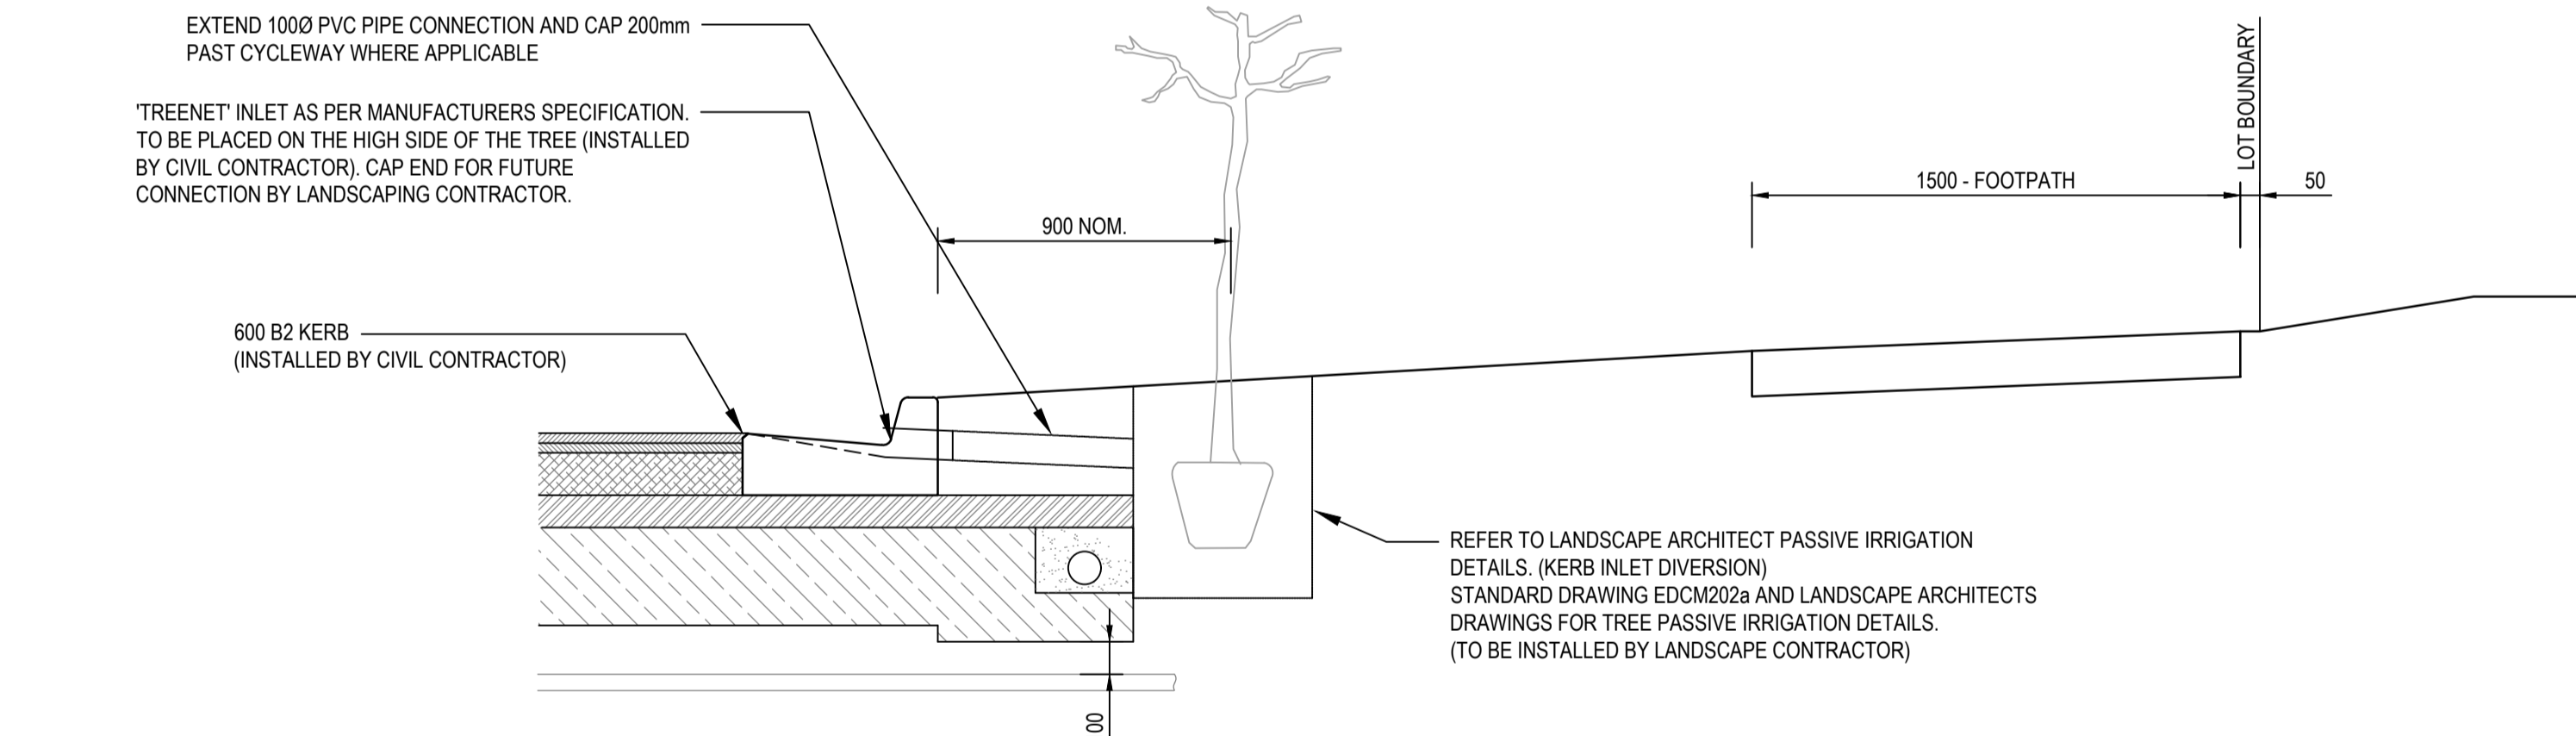 EXTEND 100Ø PVC PIPE CONNECTION AND CAP 200mm
PAST CYCLEWAY WHERE APPLICABLE
'TREENET' INLET AS PER MANUFACTURERS SPECIFICATION.
TO BE PLACED ON THE HIGH SIDE OF THE TREE (INSTALLED
BY CIVIL CONTRACTOR). CAP END FOR FUTURE
CONNECTION BY LANDSCAPING CONTRACTOR.
600 B2 KERB
(INSTALLED BY CIVIL CONTRACTOR)
900 NOM.
1500 - FOOTPATH
LOT BOUNDARY
50
REFER TO LANDSCAPE ARCHITECT PASSIVE IRRIGATION
DETAILS. (KERB INLET DIVERSION)
STANDARD DRAWING EDCM202a AND LANDSCAPE ARCHITECTS
DRAWINGS FOR TREE PASSIVE IRRIGATION DETAILS.
(TO BE INSTALLED BY LANDSCAPE CONTRACTOR)